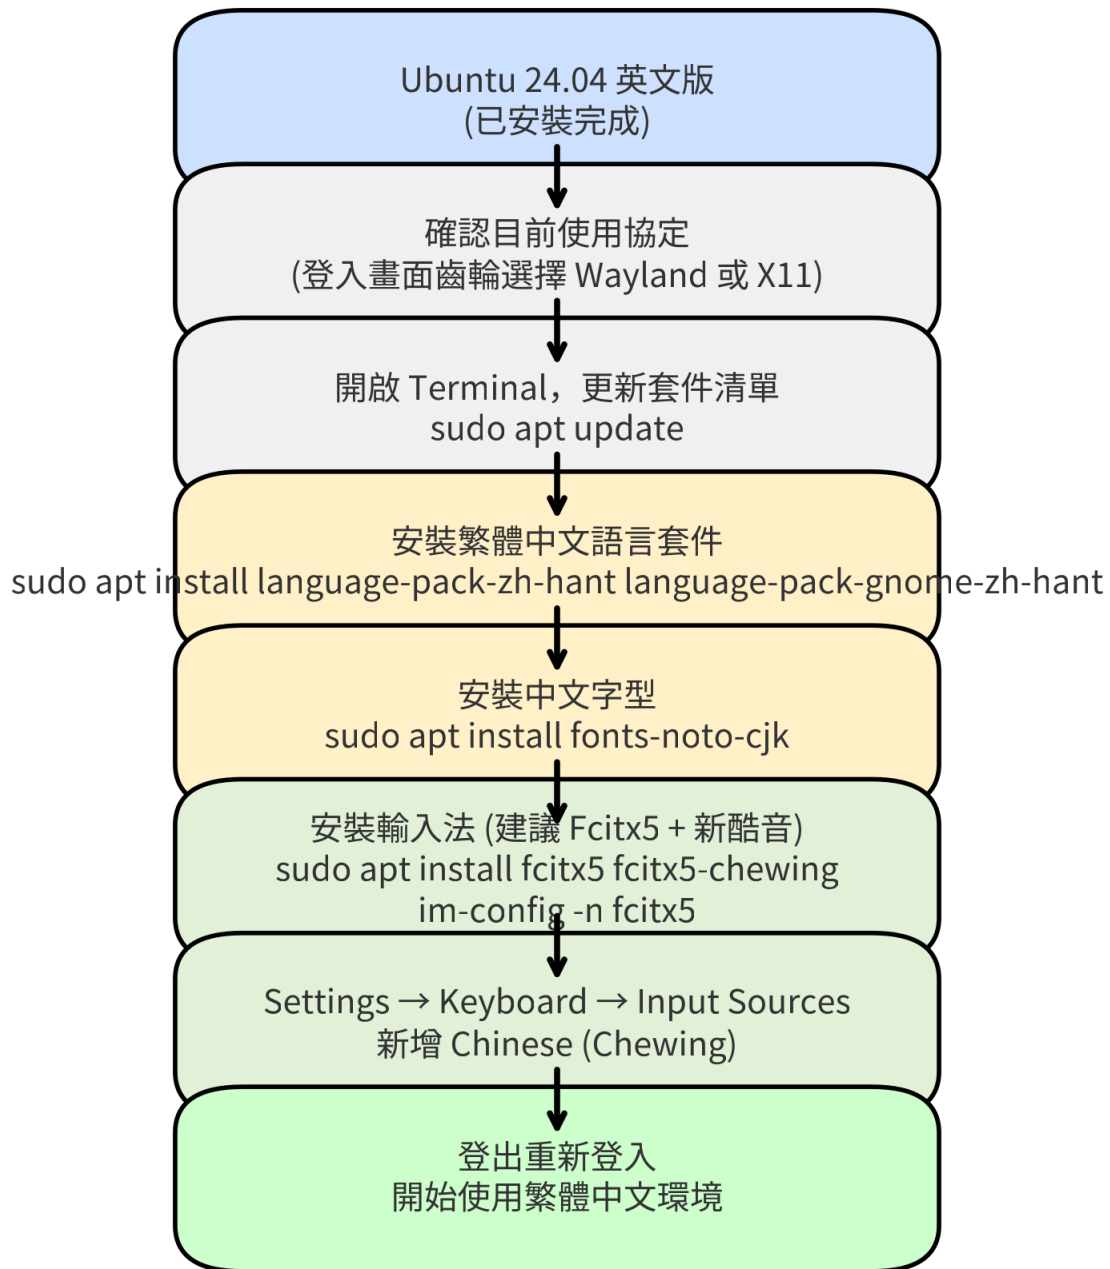 Ubuntu 24.04 英文版
(已安裝完成)
確認目前使用協定
(登入畫面齒輪選擇 Wayland 或 X11)
開啟 Terminal，更新套件清單
sudo apt update
安裝繁體中文語言套件
sudo apt install language-pack-zh-hant language-pack-gnome-zh-hant
安裝中文字型
sudo apt install fonts-noto-cjk
安裝輸入法 (建議 Fcitx5 + 新酷音)
sudo apt install fcitx5 fcitx5-chewing
im-config -n fcitx5
Settings → Keyboard → Input Sources
新增 Chinese (Chewing)
登出重新登入
開始使用繁體中文環境